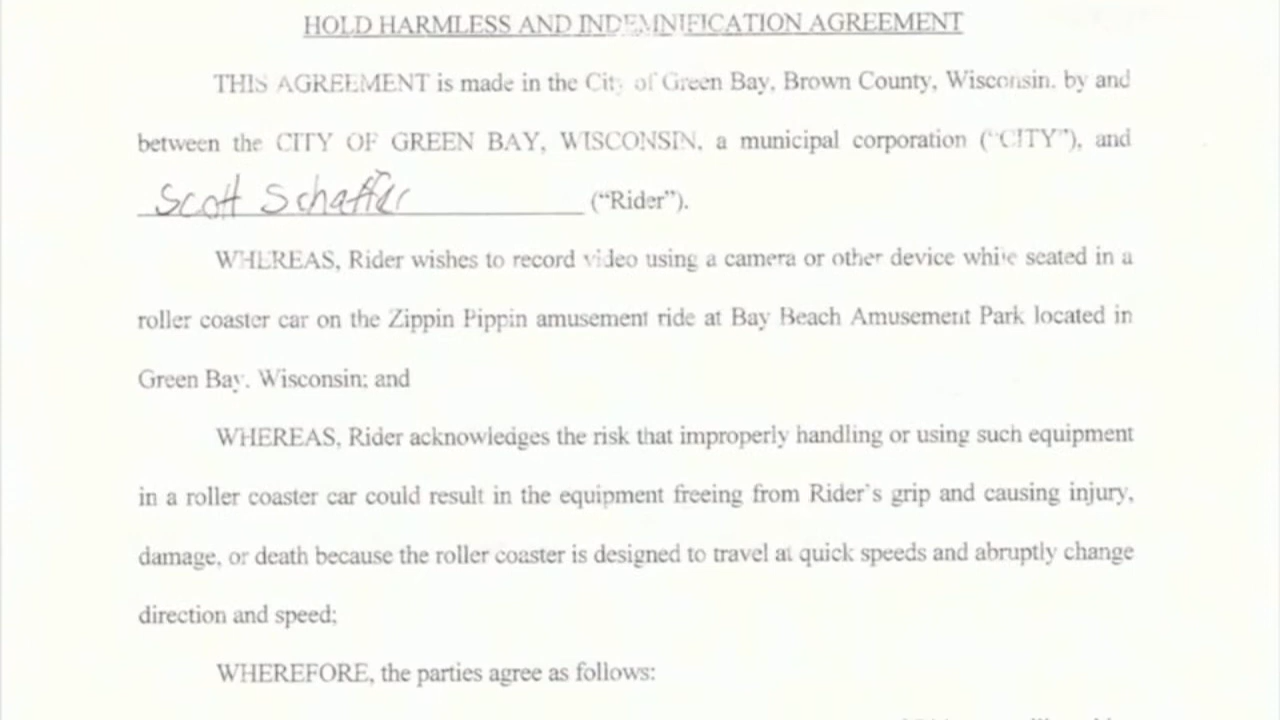 HOLD HARMLESS AND INDEMNIFICATION AGREEMENT
THIS AGREEMENT is made in the City of Green Bay, Brown County, Wisconsin, by and
between the CITY OF GREEN BAY, WISCONSIN, a municipal corporation ("CITY"), and
Scott Schaffer ("Rider").
WHEREAS, Rider wishes to record video using a camera or other device while seated in a
roller coaster car on the Zippin Pippin amusement ride at Bay Beach Amusement Park located in
Green Bay, Wisconsin; and
WHEREAS, Rider acknowledges the risk that improperly handling or using such equipment
in a roller coaster car could result in the equipment freeing from Rider's grip and causing injury,
damage, or death because the roller coaster is designed to travel at quick speeds and abruptly change
direction and speed;
WHEREFORE, the parties agree as follows: